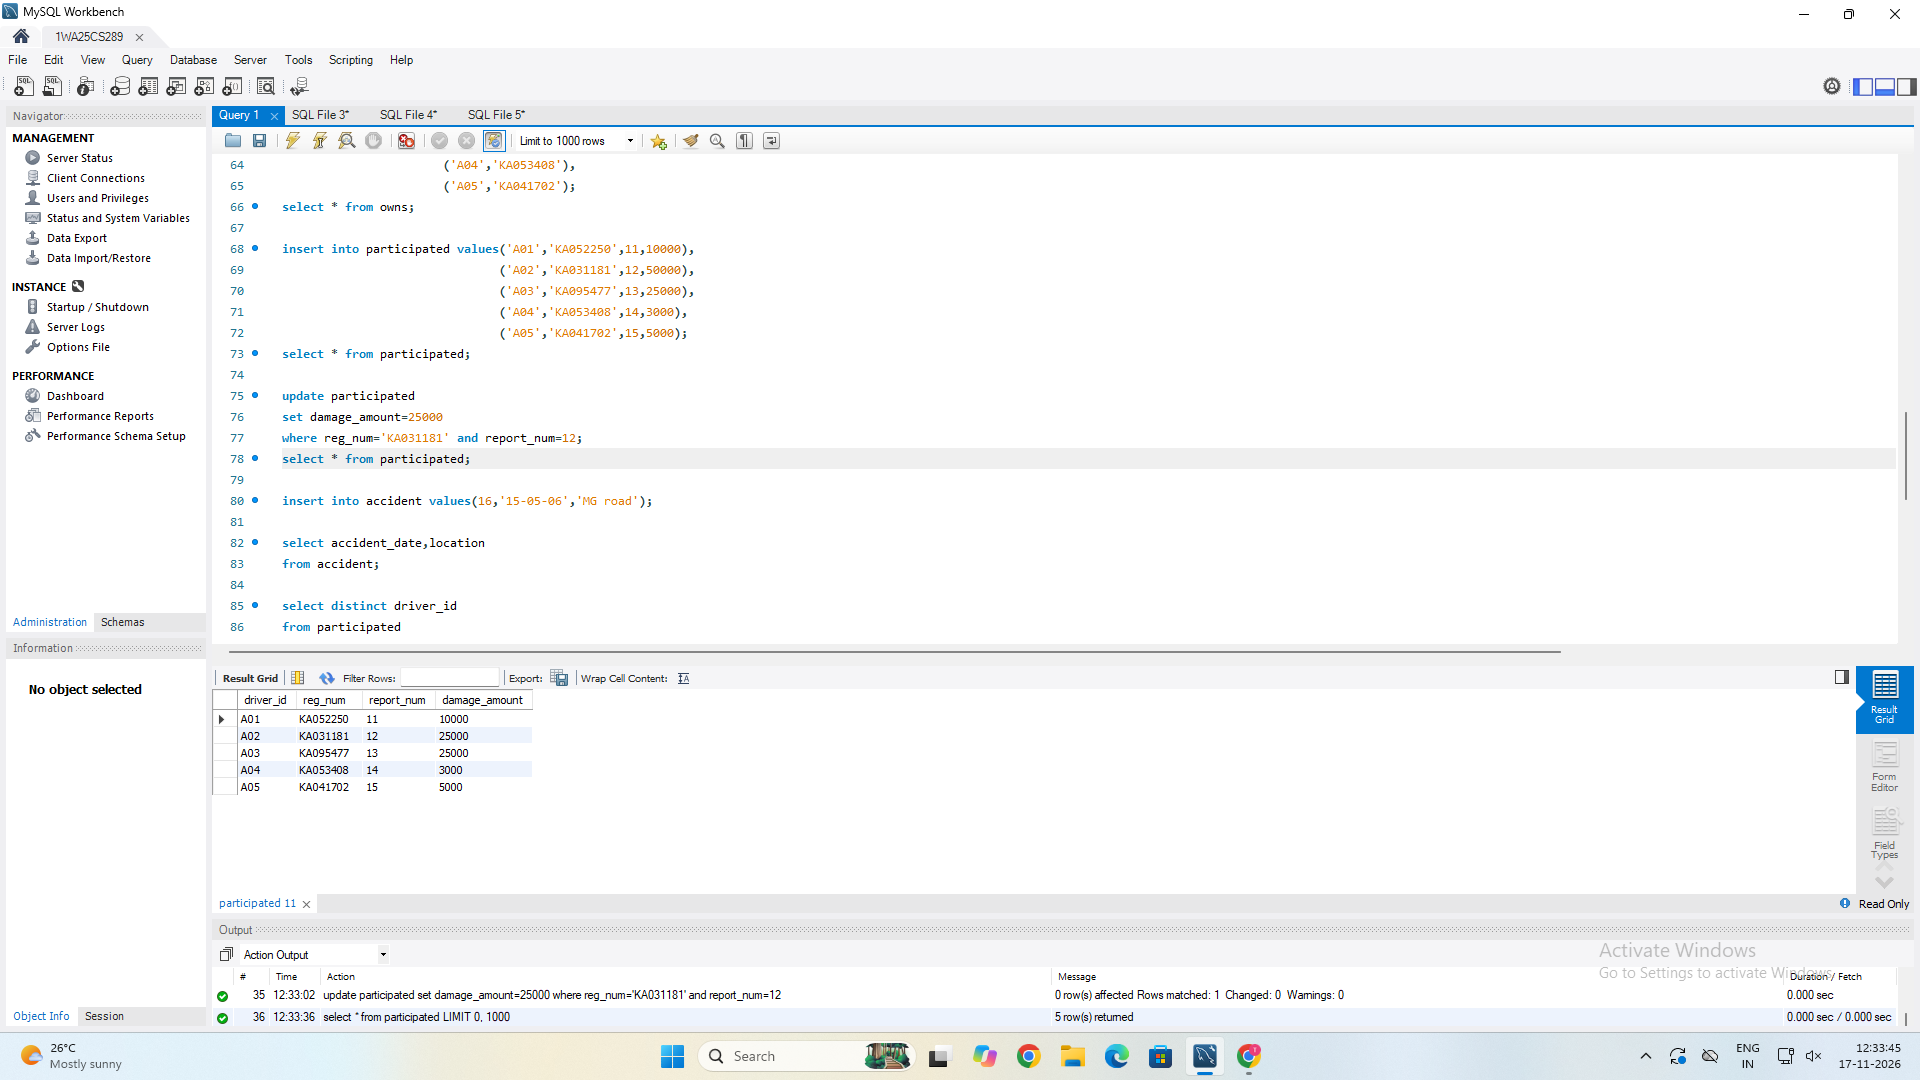 MySQL Workbench
1WA25CS289
File Edit View Query Database Server Tools Scripting Help
Navigator
MANAGEMENT
Server Status
Client Connections
Users and Privileges
Status and System Variables
Data Export
Data Import/Restore
INSTANCE
Startup / Shutdown
Server Logs
Options File
PERFORMANCE
Dashboard
Performance Reports
Performance Schema Setup
Administration Schemas
Information
No object selected
Object Info Session
Query 1 SQL File 3* SQL File 4* SQL File 5*
Limit to 1000 rows
64 ('A04','KA053408'),
65 ('A05','KA041702');
66 select * from owns;
67
68 insert into participated values('A01','KA052250',11,10000),
69 ('A02','KA031181',12,50000),
70 ('A03','KA095477',13,25000),
71 ('A04','KA053408',14,3000),
72 ('A05','KA041702',15,5000);
73 select * from participated;
74
75 update participated
76 set damage_amount=25000
77 where reg_num='KA031181' and report_num=12;
78 select * from participated;
79
80 insert into accident values(16,'15-05-06','MG road');
81
82 select accident_date,location
83 from accident;
84
85 select distinct driver_id
86 from participated
Result Grid Filter Rows: Export: Wrap Cell Content:
driver_id reg_num report_num damage_amount
A01 KA052250 11 10000
A02 KA031181 12 25000
A03 KA095477 13 25000
A04 KA053408 14 3000
A05 KA041702 15 5000
Result
Grid
Form
Editor
Field
Types
participated 11
Read Only
Output
Action Output
Activate Windows
Go to Settings to activate Windows.
# Time Action Message Duration / Fetch
35 12:33:02 update participated set damage_amount=25000 where reg_num='KA031181' and report_num=12 0 row(s) affected Rows matched: 1 Changed: 0 Warnings: 0 0.000 sec
36 12:33:36 select * from participated LIMIT 0, 1000 5 row(s) returned 0.000 sec / 0.000 sec
26°C
Mostly sunny
Search
ENG
IN
12:33:45
17-11-2026